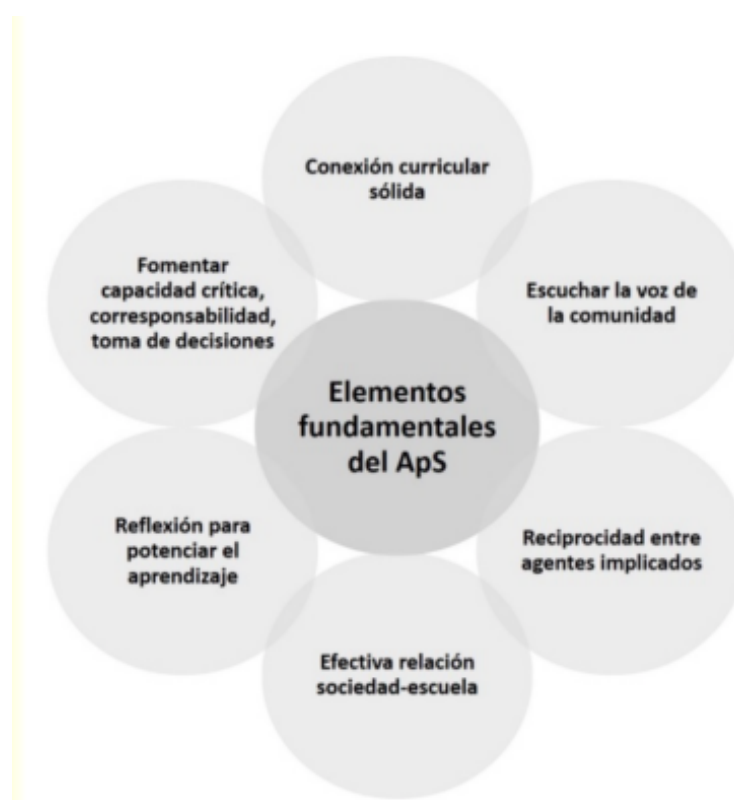 Conexión curricular
sólida
Escuchar la voz de
la comunidad
Reciprocidad entre
agentes implicados
Efectiva relación
sociedad-escuela
Reflexión para
potenciar el
aprendizaje
Fomentar
capacidad crítica,
corresponsabilidad,
toma de decisiones
Elementos
fundamentales
del ApS